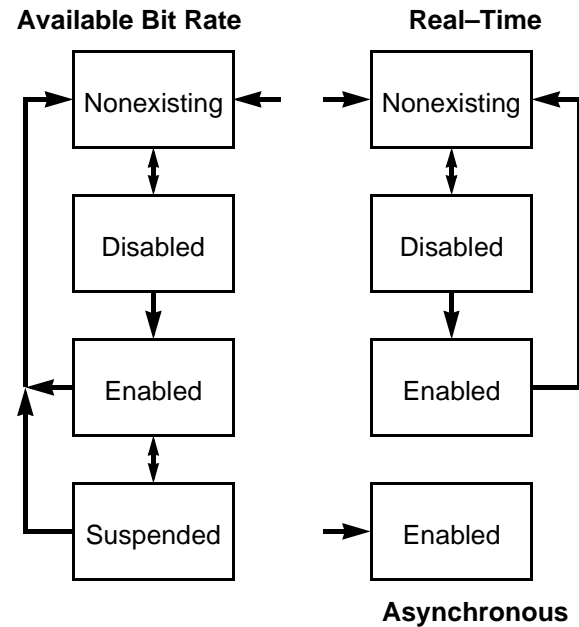 Available Bit Rate
Real–Time
Nonexisting
Nonexisting
Disabled
Disabled
Enabled
Enabled
Suspended
Enabled
Asynchronous